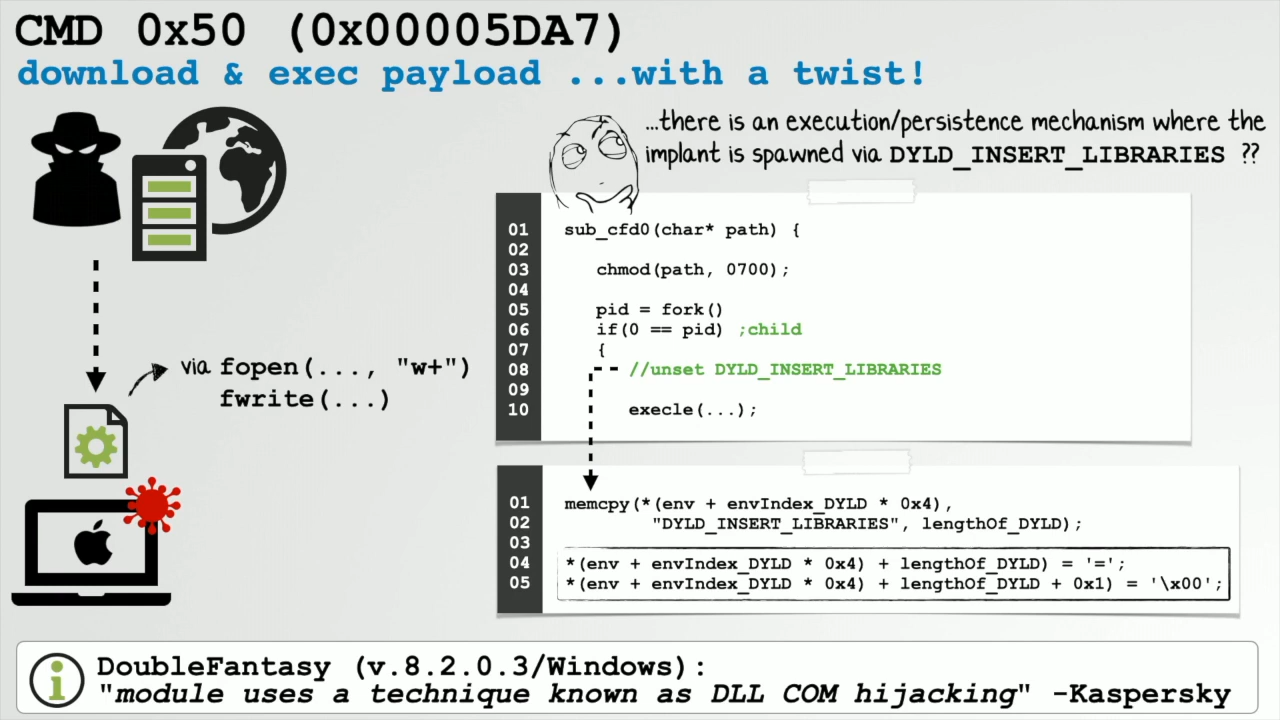 CMD 0x50 (0x00005DA7)
download & exec payload ...with a twist!
...there is an execution/persistence mechanism where the
implant is spawned via DYLD_INSERT_LIBRARIES ??
via fopen(..., "w+")
fwrite(...)
01 sub_cfd0(char* path) {
02
03 chmod(path, 0700);
04
05 pid = fork()
06 if(0 == pid) ;child
07 {
08 //unset DYLD_INSERT_LIBRARIES
09
10 execle(...);
01 memcpy(*(env + envIndex_DYLD * 0x4),
02 "DYLD_INSERT_LIBRARIES", lengthOf_DYLD);
03
04 *(env + envIndex_DYLD * 0x4) + lengthOf_DYLD) = '=';
05 *(env + envIndex_DYLD * 0x4) + lengthOf_DYLD + 0x1) = '\x00';
i
DoubleFantasy (v.8.2.0.3/Windows):
"module uses a technique known as DLL COM hijacking" -Kaspersky